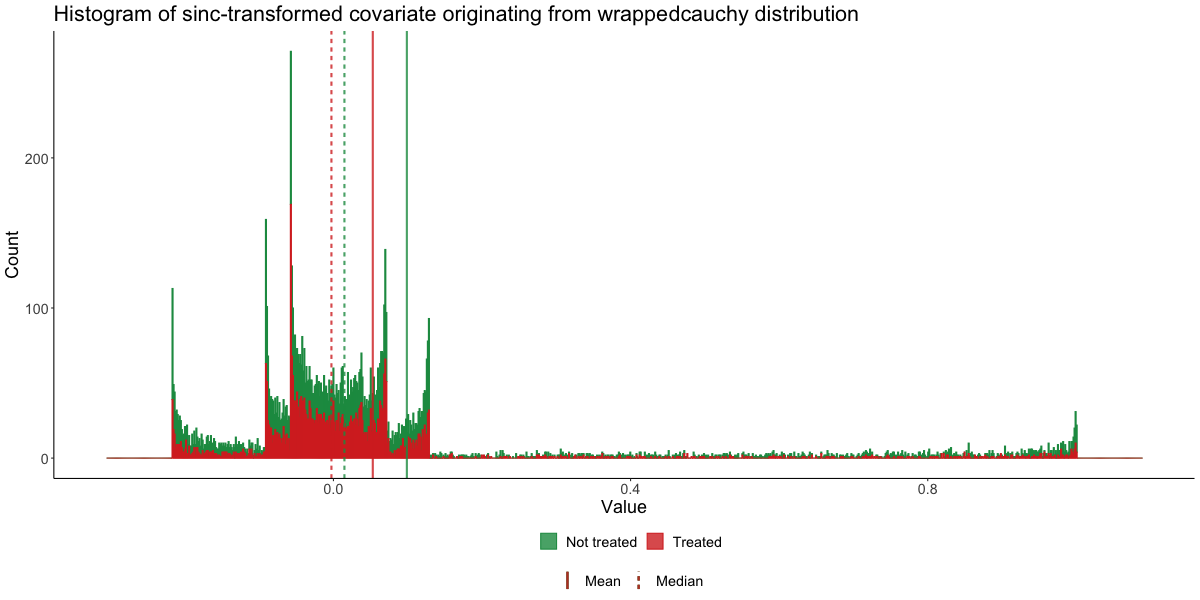 Histogram of sinc-transformed covariate originating from wrappedcauchy distribution
Count
200
100
0
0.0 0.4 0.8
Value
Not treated Treated
Mean Median